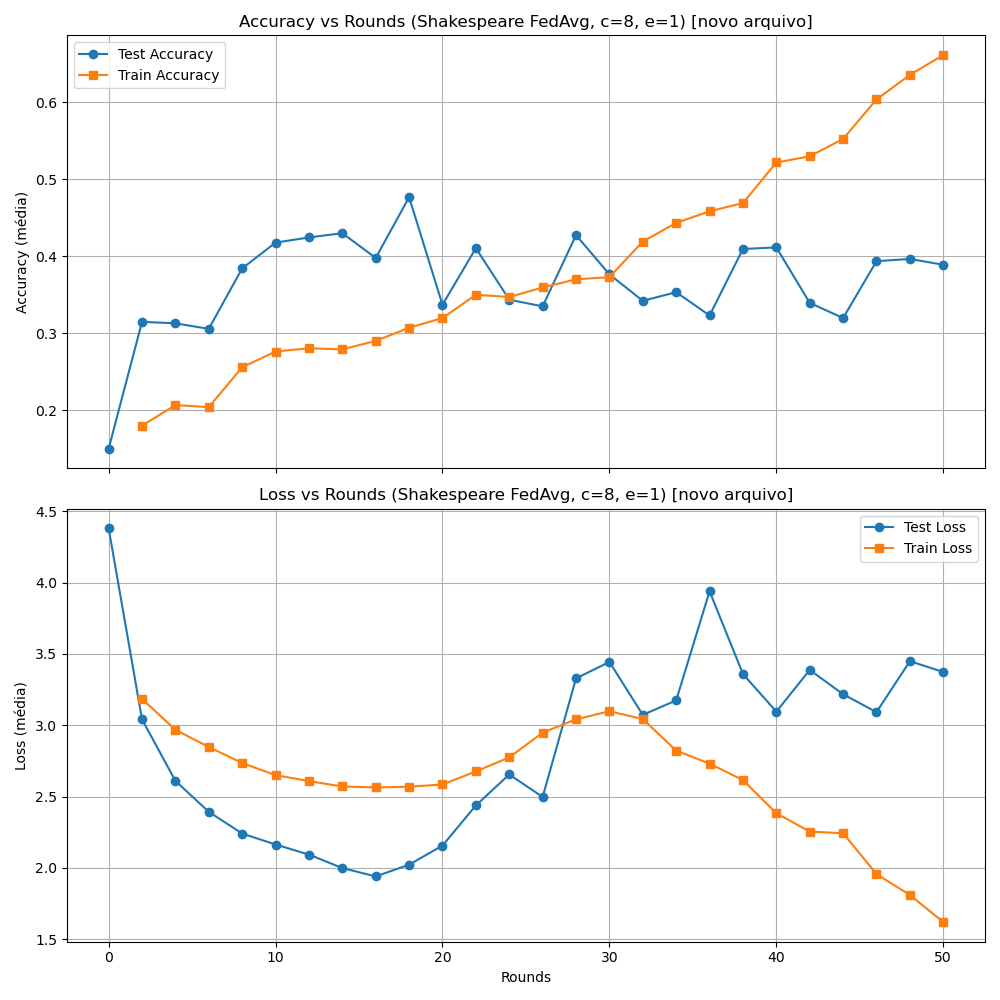 Accuracy vs Rounds (Shakespeare FedAvg, c=8, e=1) [novo arquivo]
Test Accuracy
Train Accuracy
0.6
0.5
0.4
0.3
0.2
Accuracy (média)
Loss vs Rounds (Shakespeare FedAvg, c=8, e=1) [novo arquivo]
Test Loss
Train Loss
4.5
4.0
3.5
3.0
2.5
2.0
1.5
Loss (média)
0 10 20 30 40 50
Rounds